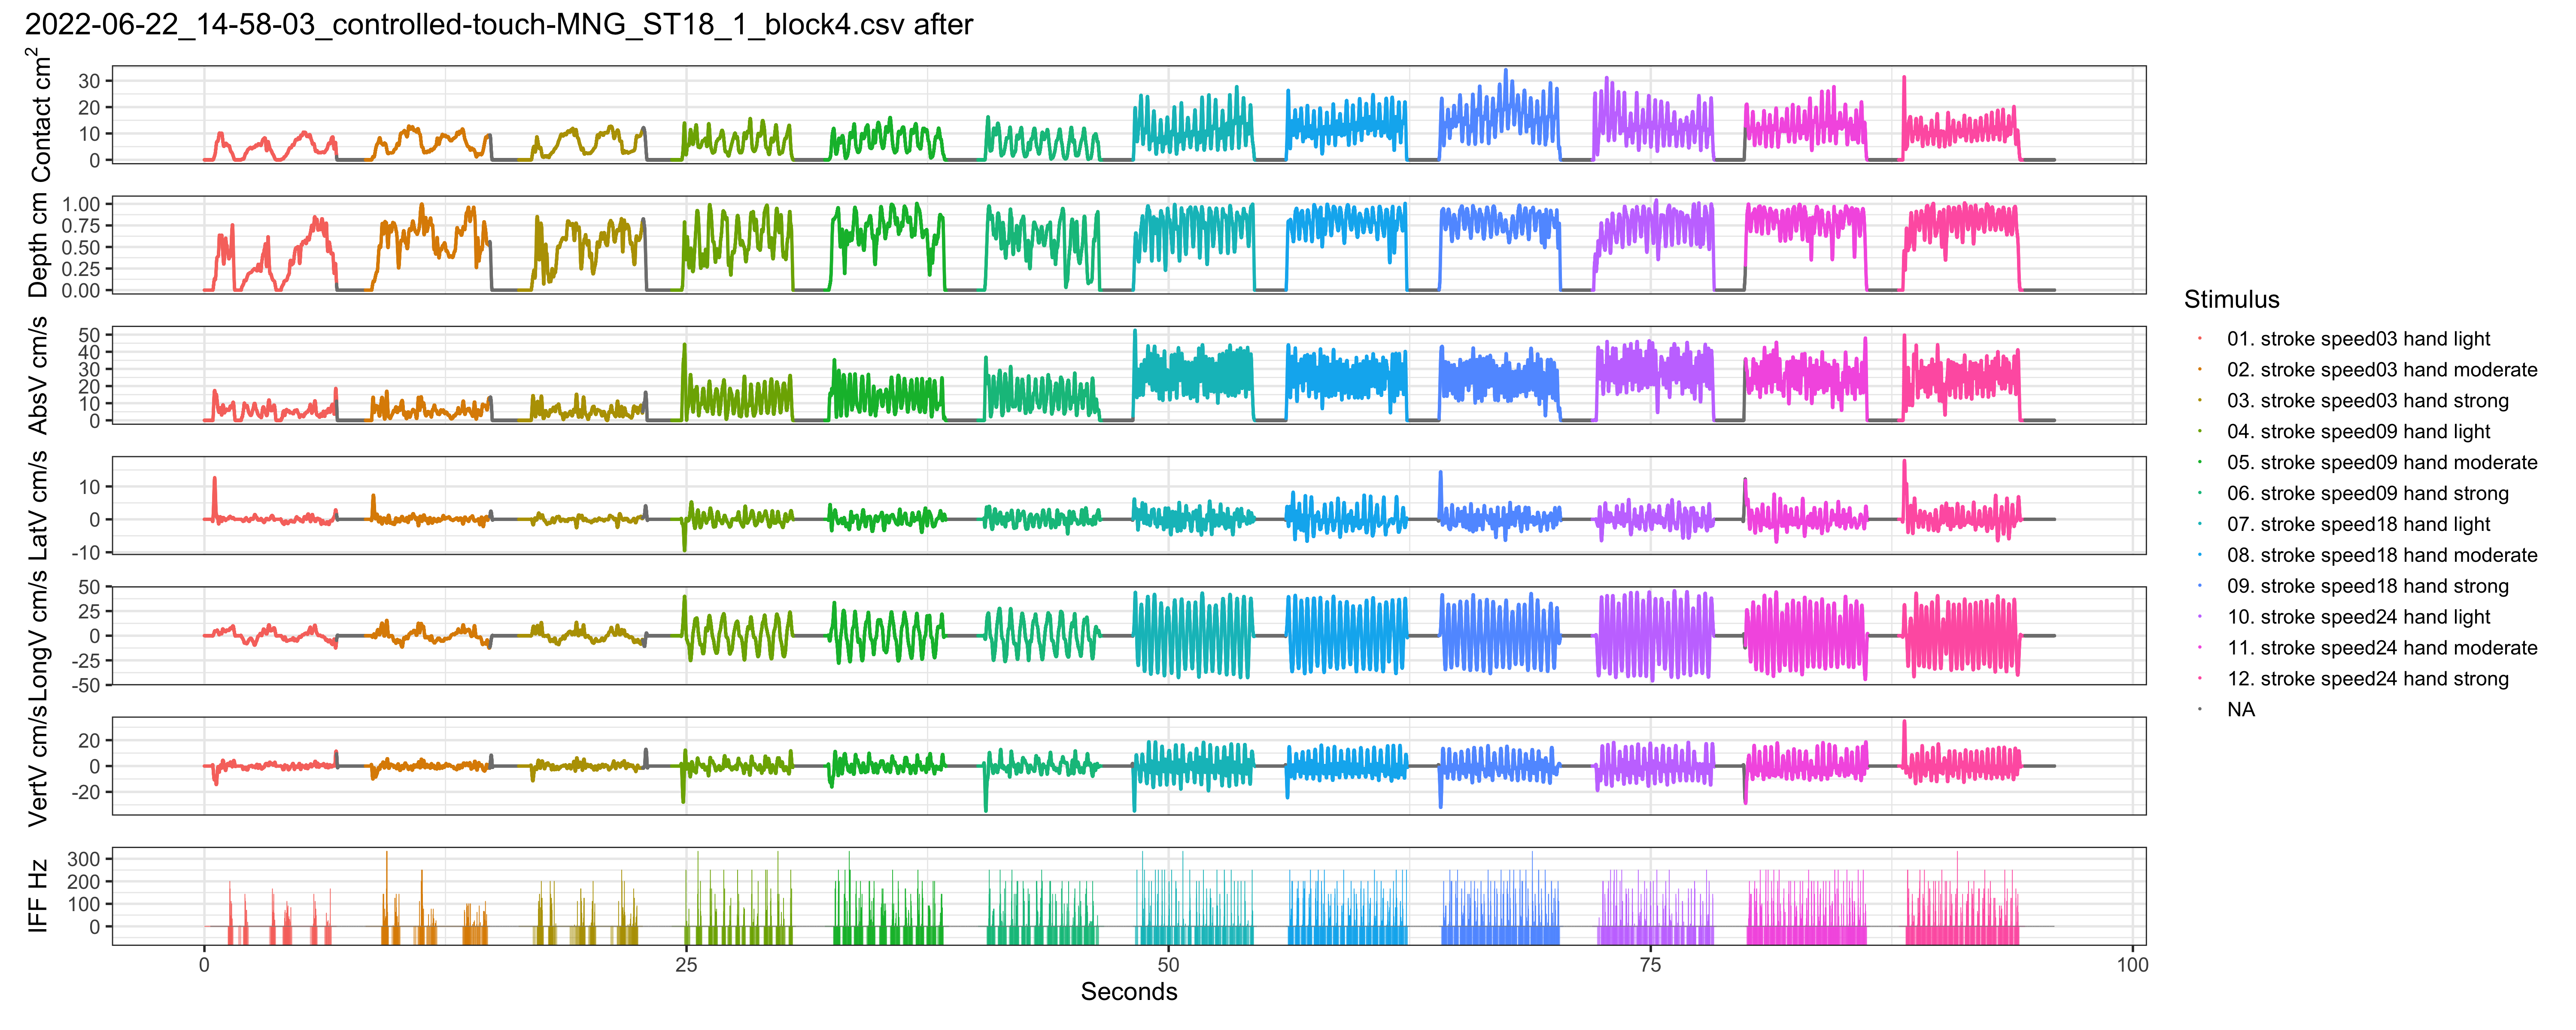 2022-06-22_14-58-03_controlled-touch-MNG_ST18_1_block4.csv after
Contact cm²
30
20
10
0
Depth cm
1.00
0.75
0.50
0.25
0.00
AbsV cm/s
50
40
30
20
10
0
LatV cm/s
10
0
-10
LongV cm/s
50
25
0
-25
-50
VertV cm/s
20
0
-20
IFF Hz
300
200
100
0
0 25 50 75 100
Seconds
Stimulus
01. stroke speed03 hand light
02. stroke speed03 hand moderate
03. stroke speed03 hand strong
04. stroke speed09 hand light
05. stroke speed09 hand moderate
06. stroke speed09 hand strong
07. stroke speed18 hand light
08. stroke speed18 hand moderate
09. stroke speed18 hand strong
10. stroke speed24 hand light
11. stroke speed24 hand moderate
12. stroke speed24 hand strong
NA